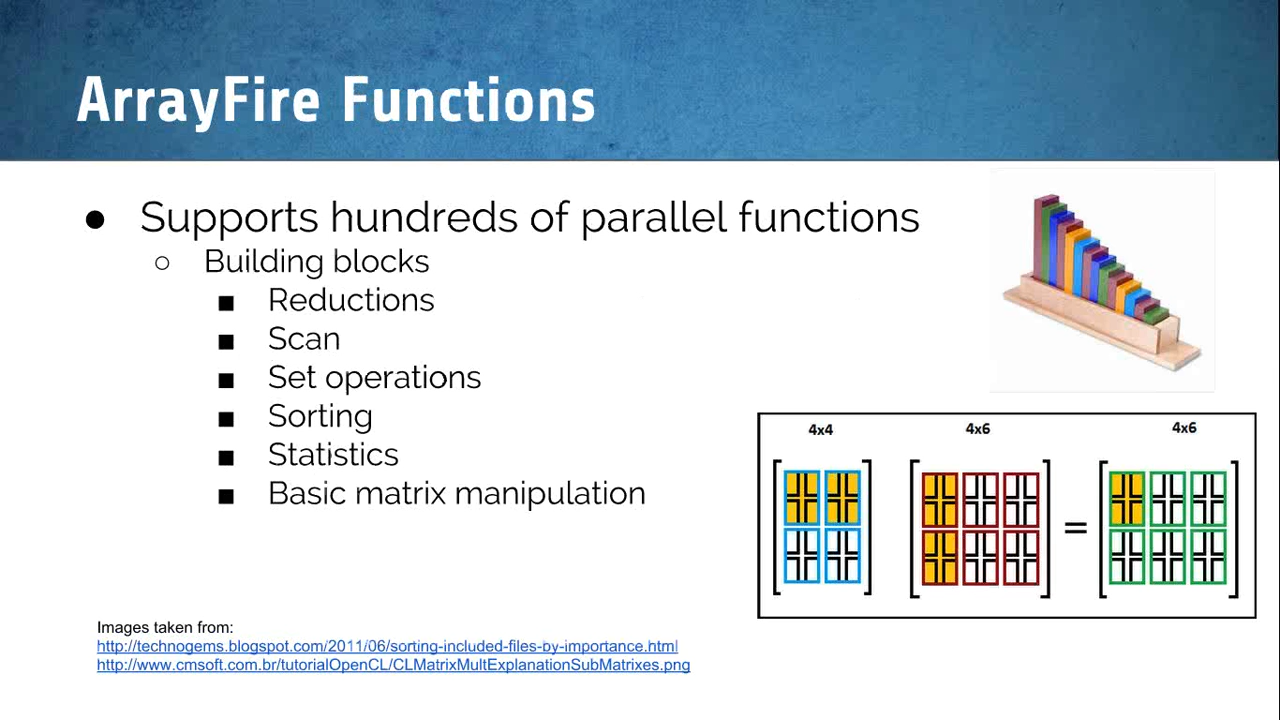 ArrayFire Functions
● Supports hundreds of parallel functions
○ Building blocks
■ Reductions
■ Scan
■ Set operations
■ Sorting
■ Statistics
■ Basic matrix manipulation
4x4 4x6 4x6
=
Images taken from:
http://technogems.blogspot.com/2011/06/sorting-included-files-by-importance.html
http://www.cmsoft.com.br/tutorialOpenCL/CLMatrixMultExplanationSubMatrixes.png